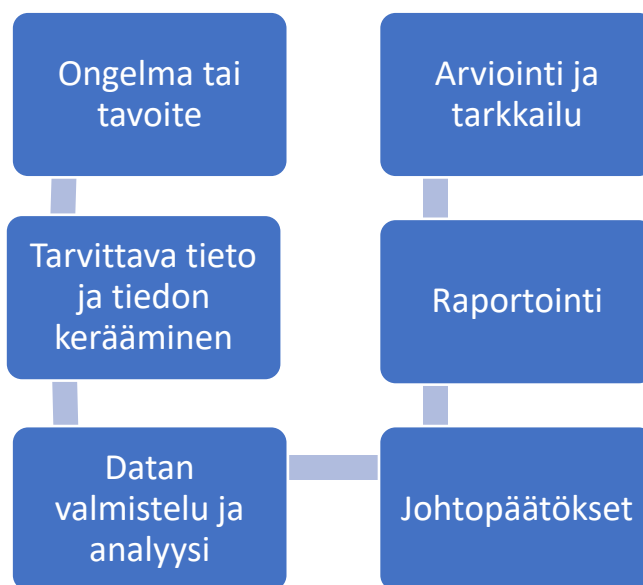 Ongelma tai
tavoite
Tarvittava tieto
ja tiedon
kerääminen
Datan
valmistelu ja
analyysi
Johtopäätökset
Raportointi
Arviointi ja
tarkkailu